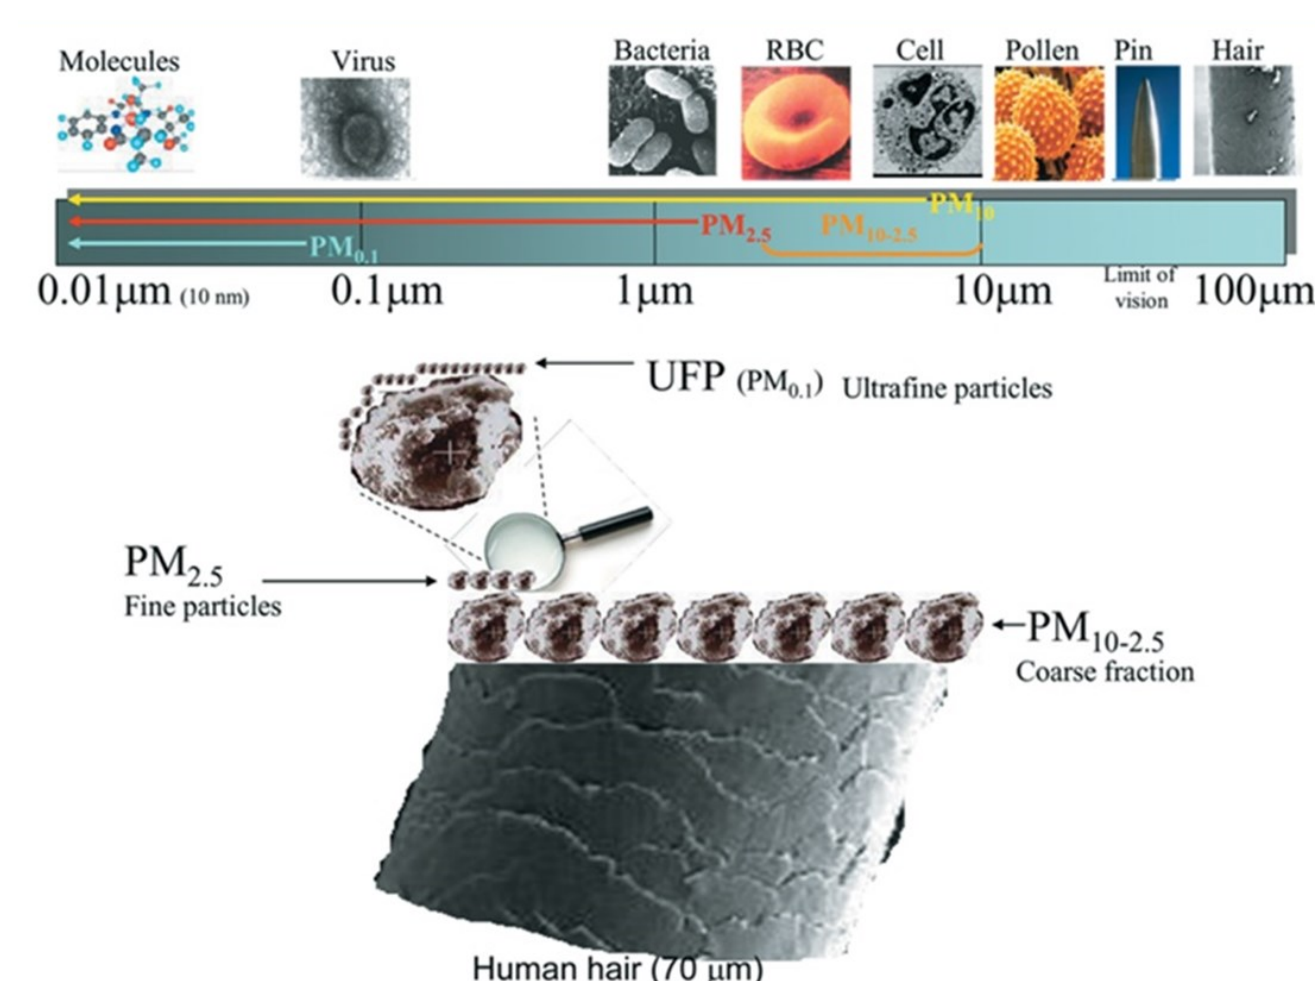 Molecules Virus Bacteria RBC Cell Pollen Pin Hair
PM10
PM2.5 PM10-2.5
PM0.1
0.01μm (10 nm) 0.1μm 1μm 10μm Limit of vision 100μm
UFP (PM0.1) Ultrafine particles
PM2.5
Fine particles
PM10-2.5
Coarse fraction
Human hair (70 μm)